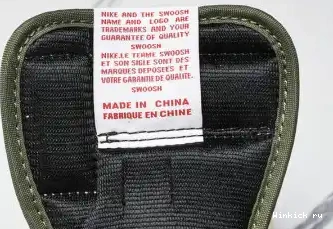 NIKE AND THE SWOOSH
NAME AND LOGO ARE
TRADEMARKS AND YOUR
GUARANTEE OF QUALITY
SWOOSH
NIKE.LE TERME SWOOSH
ET SON SIGLE SONT DES
MARQUES DEPOSEES ET
VOTRE GARANTIE DE QUALITE.
SWOOSH
MADE IN CHINA
FABRIQUE EN CHINE
Winkich ru